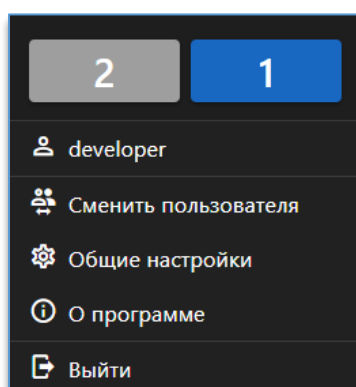 2 1
developer
Сменить пользователя
Общие настройки
О программе
Выйти